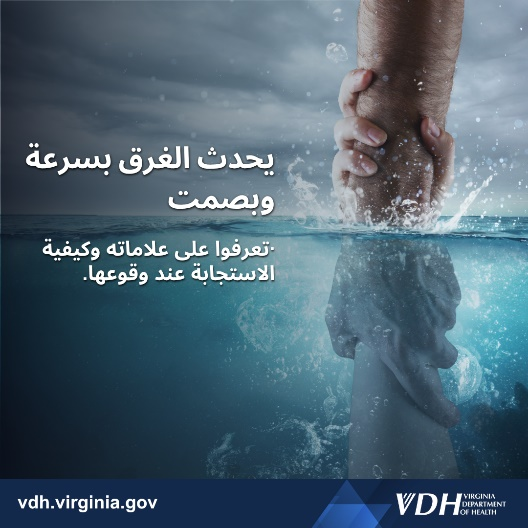 يحدث الغرق بسرعة
وبصمت
·تعرفوا على علاماته وكيفية
الاستجابة عند وقوعها.
vdh.virginia.gov
VDH VIRGINIA
DEPARTMENT
OF HEALTH